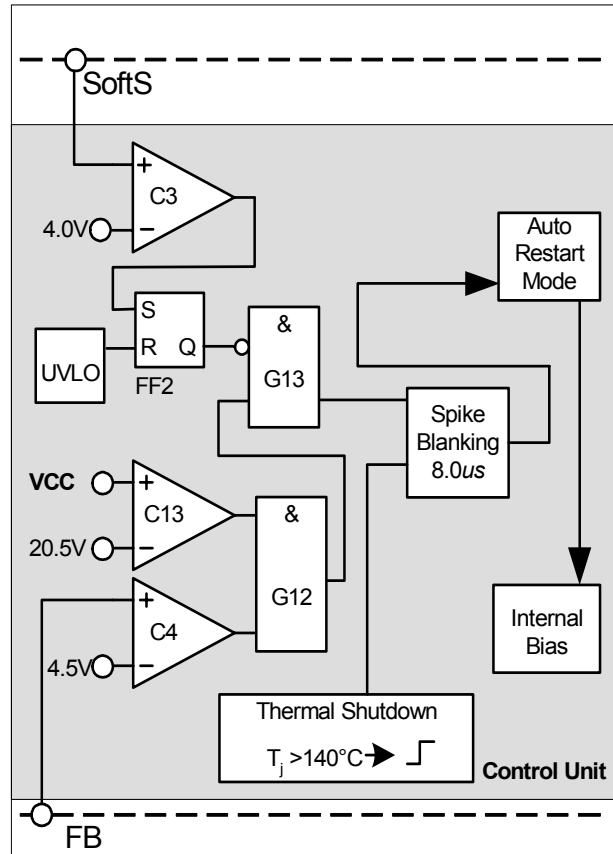 SoftS
+
C3
4.0V
−
Auto
Restart
Mode
S
R Q
&
G13
UVLO
FF2
Spike
Blanking
8.0us
VCC
+
C13
20.5V
−
&
G12
+
C4
4.5V
−
Internal
Bias
Thermal Shutdown
Tj >140°C
Control Unit
FB